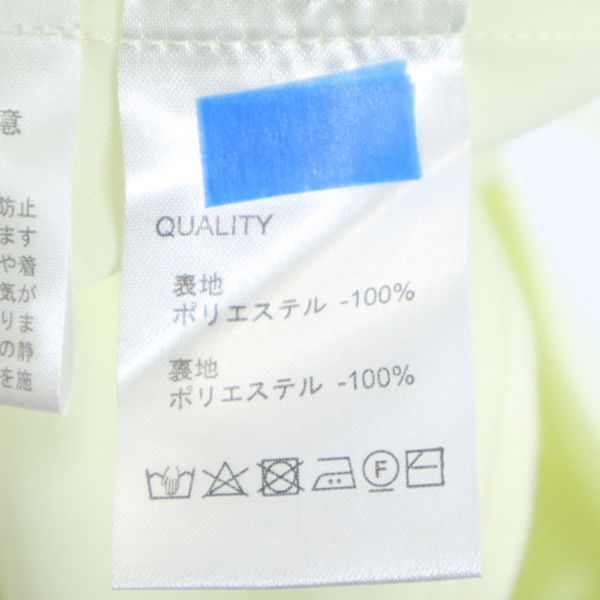 意
防止
ます
や着
気が
りま
の静
を施
QUALITY
裏地
ポリエステル -100%
裏地
ポリエステル -100%
F